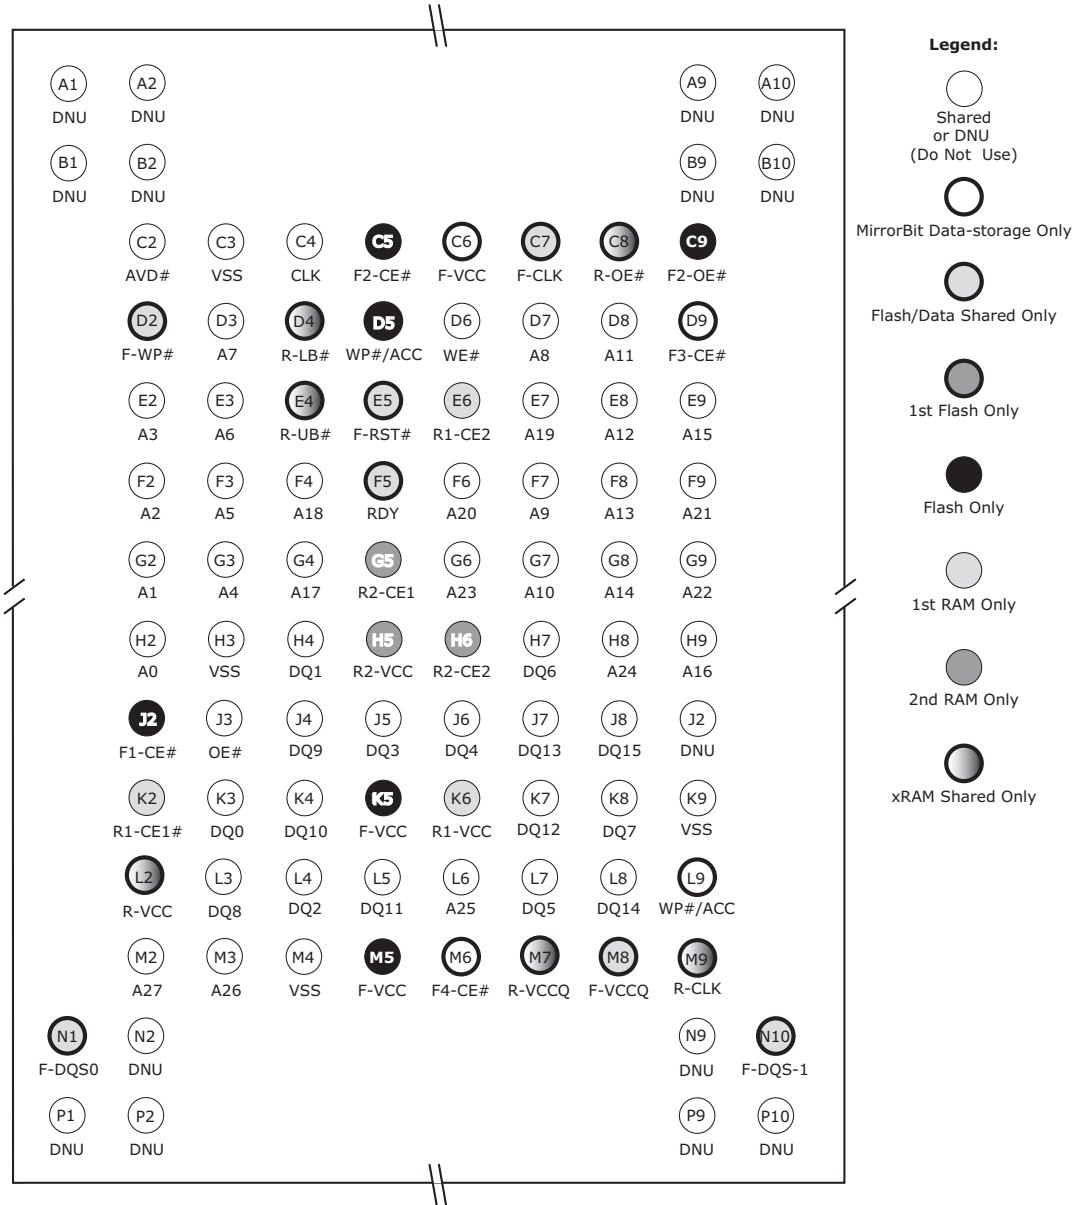 Legend:
A1 A2 A9 A10
DNU DNU DNU DNU
Shared
or DNU
(Do Not Use)
B1 B2 B9 B10
DNU DNU DNU DNU
MirrorBit Data-storage Only
C2 C3 C4 C5 C6 C7 C8 C9
AVD# VSS CLK F2-CE# F-VCC F-CLK R-OE# F2-OE#
Flash/Data Shared Only
D2 D3 D4 D5 D6 D7 D8 D9
F-WP# A7 R-LB# WP#/ACC WE# A8 A11 F3-CE#
1st Flash Only
E2 E3 E4 E5 E6 E7 E8 E9
A3 A6 R-UB# F-RST# R1-CE2 A19 A12 A15
Flash Only
F2 F3 F4 F5 F6 F7 F8 F9
A2 A5 A18 RDY A20 A9 A13 A21
1st RAM Only
G2 G3 G4 G5 G6 G7 G8 G9
A1 A4 A17 R2-CE1 A23 A10 A14 A22
2nd RAM Only
H2 H3 H4 H5 H6 H7 H8 H9
A0 VSS DQ1 R2-VCC R2-CE2 DQ6 A24 A16
xRAM Shared Only
J2 J3 J4 J5 J6 J7 J8 J2
F1-CE# OE# DQ9 DQ3 DQ4 DQ13 DQ15 DNU
K2 K3 K4 K5 K6 K7 K8 K9
R1-CE1# DQ0 DQ10 F-VCC R1-VCC DQ12 DQ7 VSS
L2 L3 L4 L5 L6 L7 L8 L9
R-VCC DQ8 DQ2 DQ11 A25 DQ5 DQ14 WP#/ACC
M2 M3 M4 M5 M6 M7 M8 M9
A27 A26 VSS F-VCC F4-CE# R-VCCQ F-VCCQ R-CLK
N1 N2 N9 N10
F-DQS0 DNU DNU F-DQS-1
P1 P2 P9 P10
DNU DNU DNU DNU